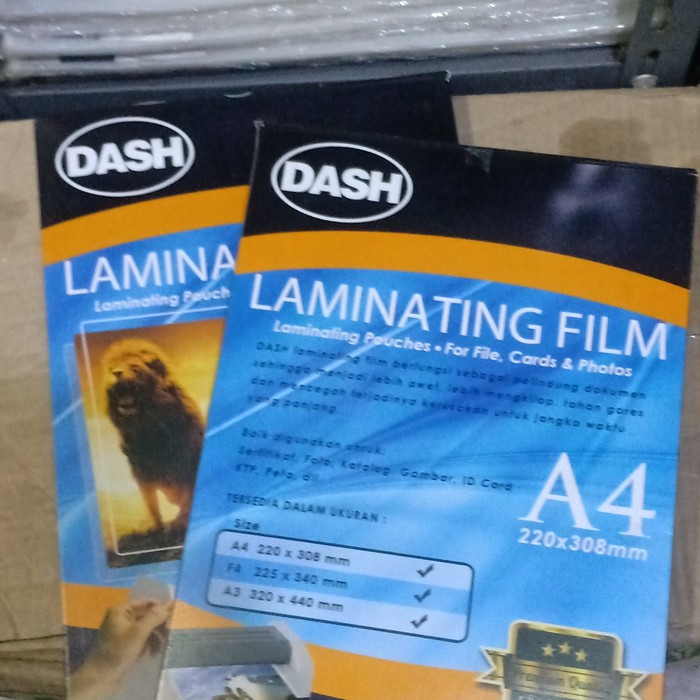 DASH
LAMINA
Laminating Pouch
DASH
LAMINATING FILM
Laminating Pouches • For File, Cards & Photos
DASH laminating film berfungsi sebagai pelindung dokumen
sehingga menjadi lebih awet, lebih mengkilap, tahan gores
dan mencegah terjadinya kerusakan untuk jangka waktu
yang panjang.
Baik digunakan untuk:
Sertifikat, Foto, Katalog, Gambar, ID Card
KTP, Peta, dll
A4
220x308mm
TERSEDIA DALAM UKURAN :
Size
A4 220 x 308 mm ✓
F4 225 x 340 mm ✓
A3 320 x 440 mm ✓
Premium Quality